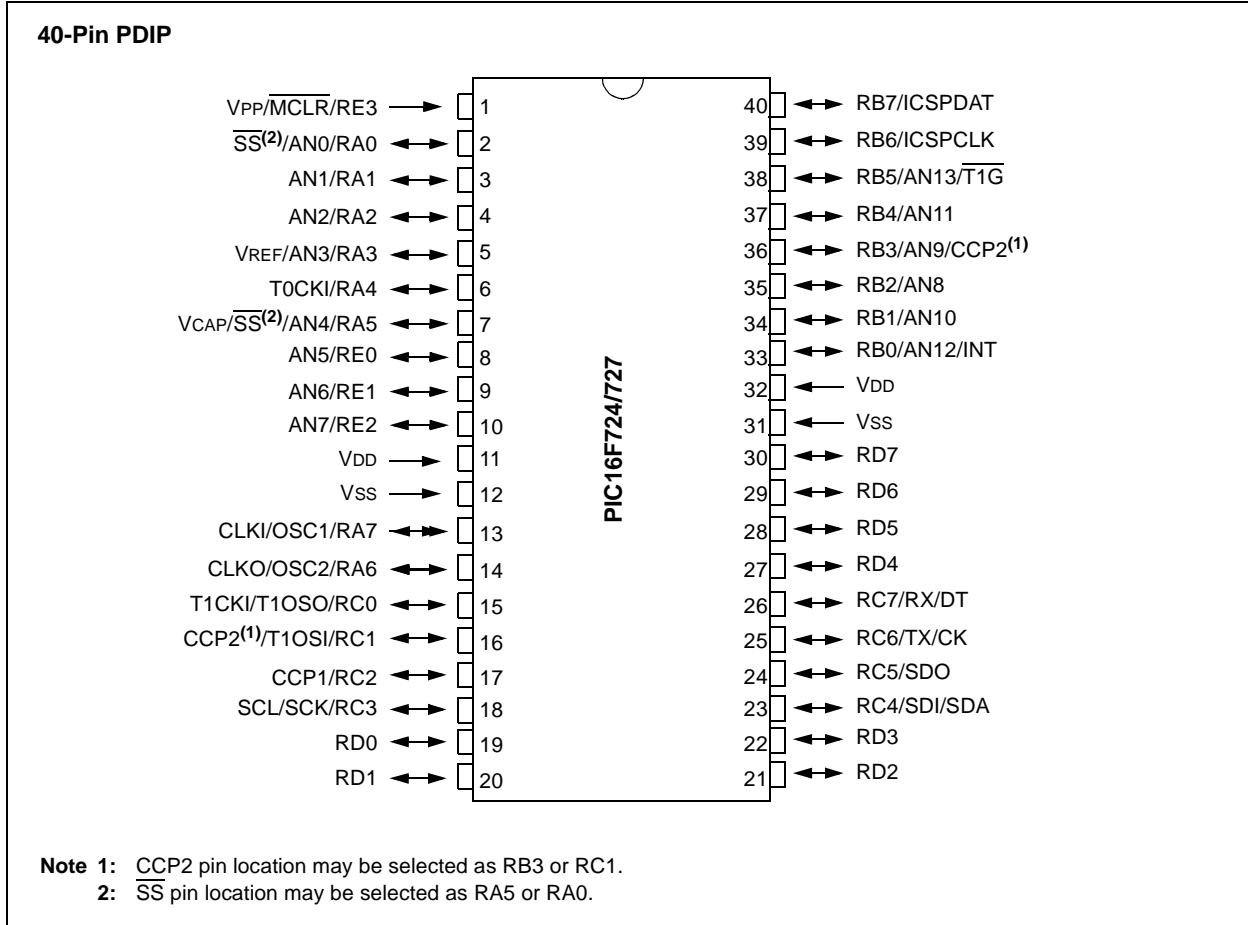 40-Pin PDIP
VPP/MCLR/RE3 1 40 RB7/ICSPDAT
SS(2)/AN0/RA0 2 39 RB6/ICSPCLK
AN1/RA1 3 38 RB5/AN13/T1G
AN2/RA2 4 37 RB4/AN11
VREF/AN3/RA3 5 36 RB3/AN9/CCP2(1)
T0CKI/RA4 6 35 RB2/AN8
VCAP/SS(2)/AN4/RA5 7 34 RB1/AN10
AN5/RE0 8 33 RB0/AN12/INT
AN6/RE1 9 32 VDD
AN7/RE2 10 31 VSS
VDD 11 30 RD7
VSS 12 29 RD6
CLKI/OSC1/RA7 13 28 RD5
CLKO/OSC2/RA6 14 27 RD4
T1CKI/T1OSO/RC0 15 26 RC7/RX/DT
CCP2(1)/T1OSI/RC1 16 25 RC6/TX/CK
CCP1/RC2 17 24 RC5/SDO
SCL/SCK/RC3 18 23 RC4/SDI/SDA
RD0 19 22 RD3
RD1 20 21 RD2
PIC16F724/727
Note 1: CCP2 pin location may be selected as RB3 or RC1.
2: SS pin location may be selected as RA5 or RA0.